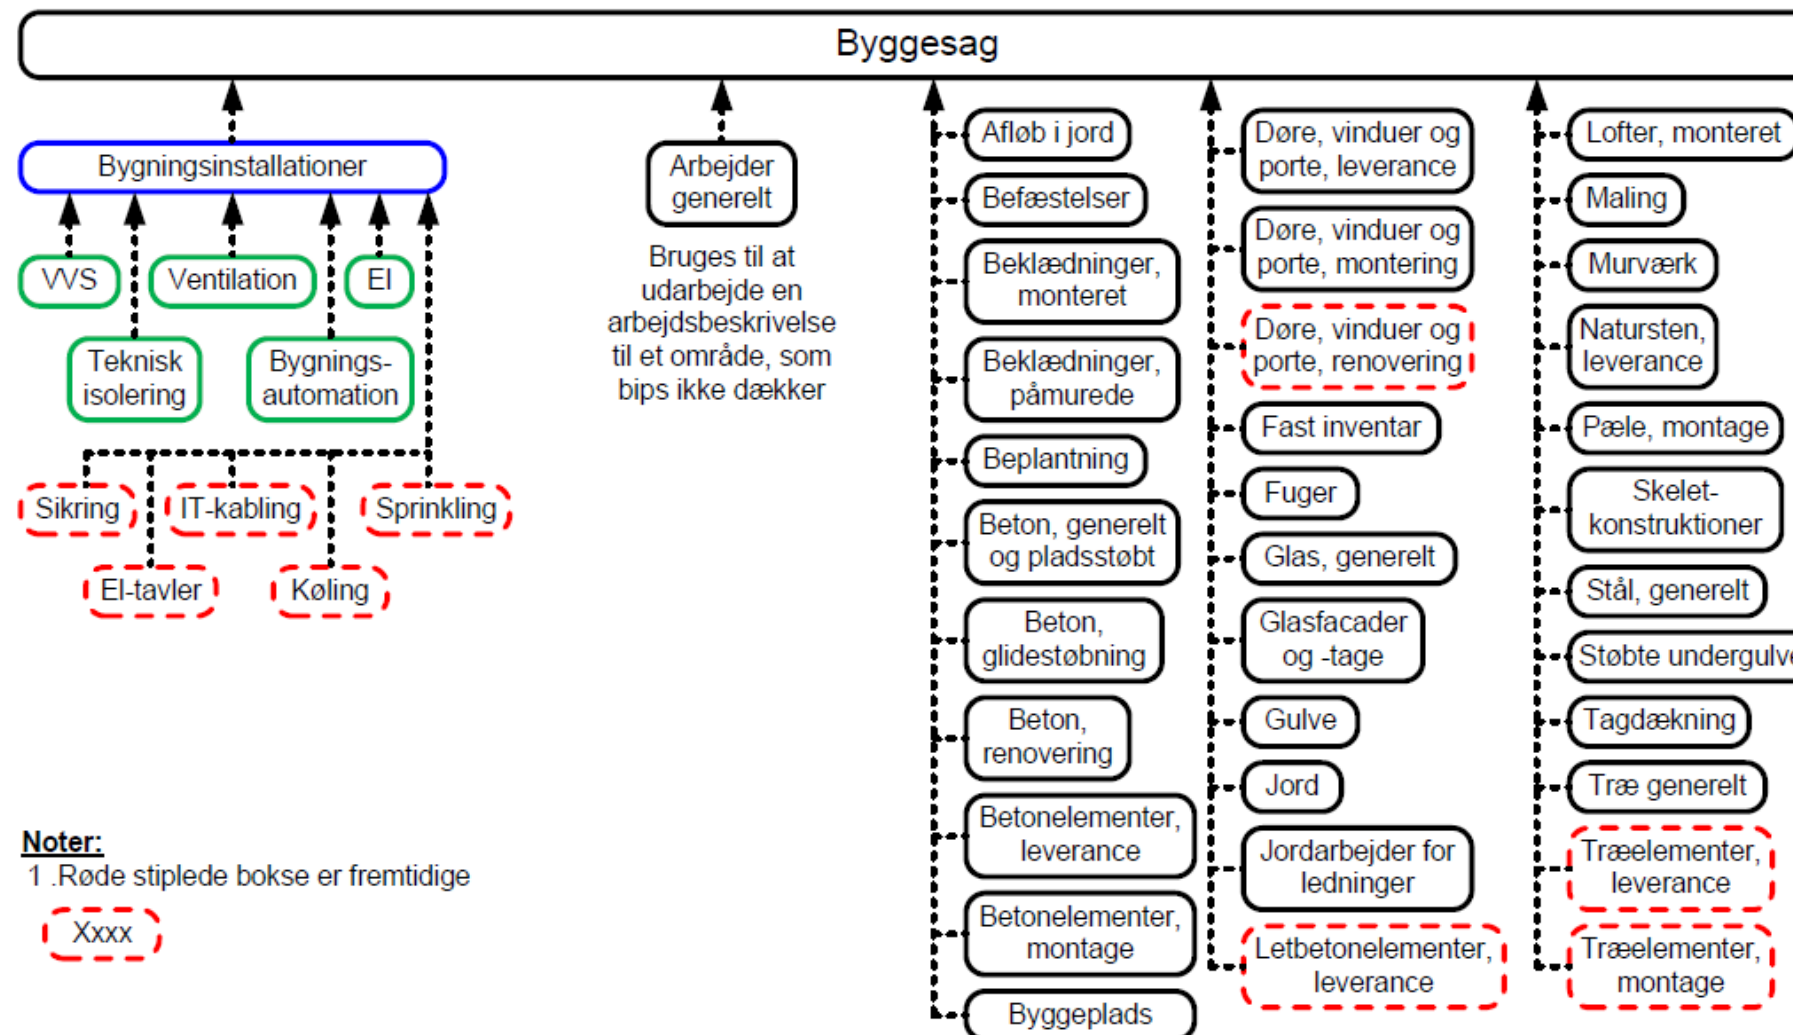 Byggesag
Bygningsinstallationer
VVS
Ventilation
El
Teknisk
isolering
Bygnings-
automation
Sikring
IT-kabling
Sprinkling
El-tavler
Køling
Noter:
1 .Røde stiplede bokse er fremtidige
Xxxx
Arbejder
generelt
Bruges til at
udarbejde en
arbejdsbeskrivelse
til et område, som
bips ikke dækker
Afløb i jord
Befæstelser
Beklædninger,
monteret
Beklædninger,
påmurede
Beplantning
Beton, generelt
og pladsstøbt
Beton,
glidestøbning
Beton,
renovering
Betonelementer,
leverance
Betonelementer,
montage
Byggeplads
Døre, vinduer og
porte, leverance
Døre, vinduer og
porte, montering
Døre, vinduer og
porte, renovering
Fast inventar
Fuger
Glas, generelt
Glasfacader
og -tage
Gulve
Jord
Jordarbejder for
ledninger
Letbetonelementer,
leverance
Lofter, monteret
Maling
Murværk
Natursten,
leverance
Pæle, montage
Skelet-
konstruktioner
Stål, generelt
Støbte undergulve
Tagdækning
Træ generelt
Træelementer,
leverance
Træelementer,
montage